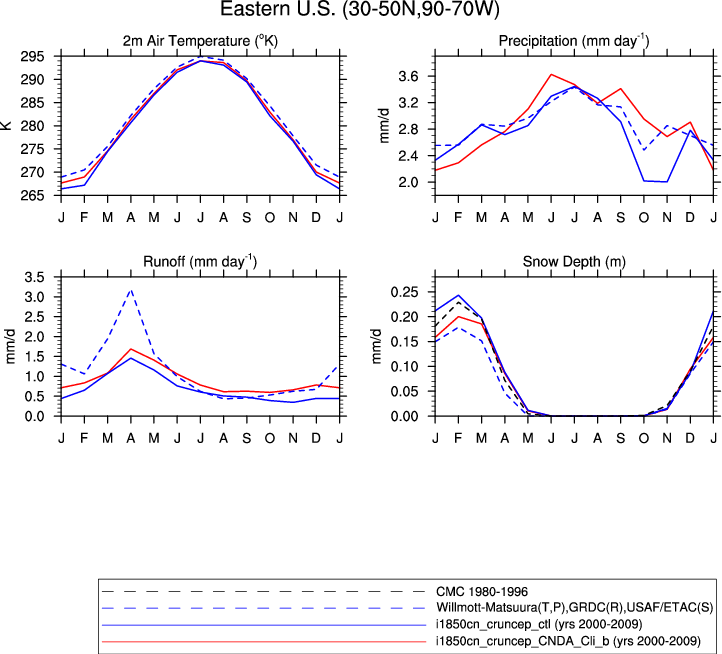 Eastern U.S. (30-50N,90-70W)
2m Air Temperature (°K)
Precipitation (mm day⁻¹)
295
290
285
280
275
270
265
K
J F M A M J J A S O N D J
3.6
3.2
2.8
2.4
2.0
mm/d
J F M A M J J A S O N D J
Runoff (mm day⁻¹)
Snow Depth (m)
3.5
3.0
2.5
2.0
1.5
1.0
0.5
0.0
mm/d
J F M A M J J A S O N D J
0.25
0.20
0.15
0.10
0.05
0.00
mm/d
J F M A M J J A S O N D J
CMC 1980-1996
Willmott-Matsuura(T,P),GRDC(R),USAF/ETAC(S)
i1850cn_cruncep_ctl (yrs 2000-2009)
i1850cn_cruncep_CNDA_Cli_b (yrs 2000-2009)